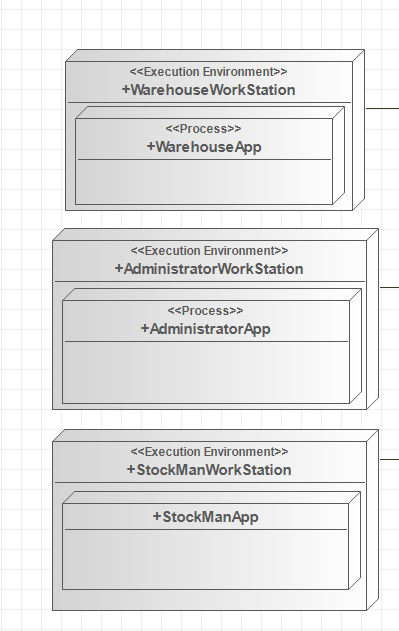 <<Execution Environment>>
+WarehouseWorkStation
<<Process>>
+WarehouseApp
<<Execution Environment>>
+AdministratorWorkStation
<<Process>>
+AdministratorApp
<<Execution Environment>>
+StockManWorkStation
+StockManApp